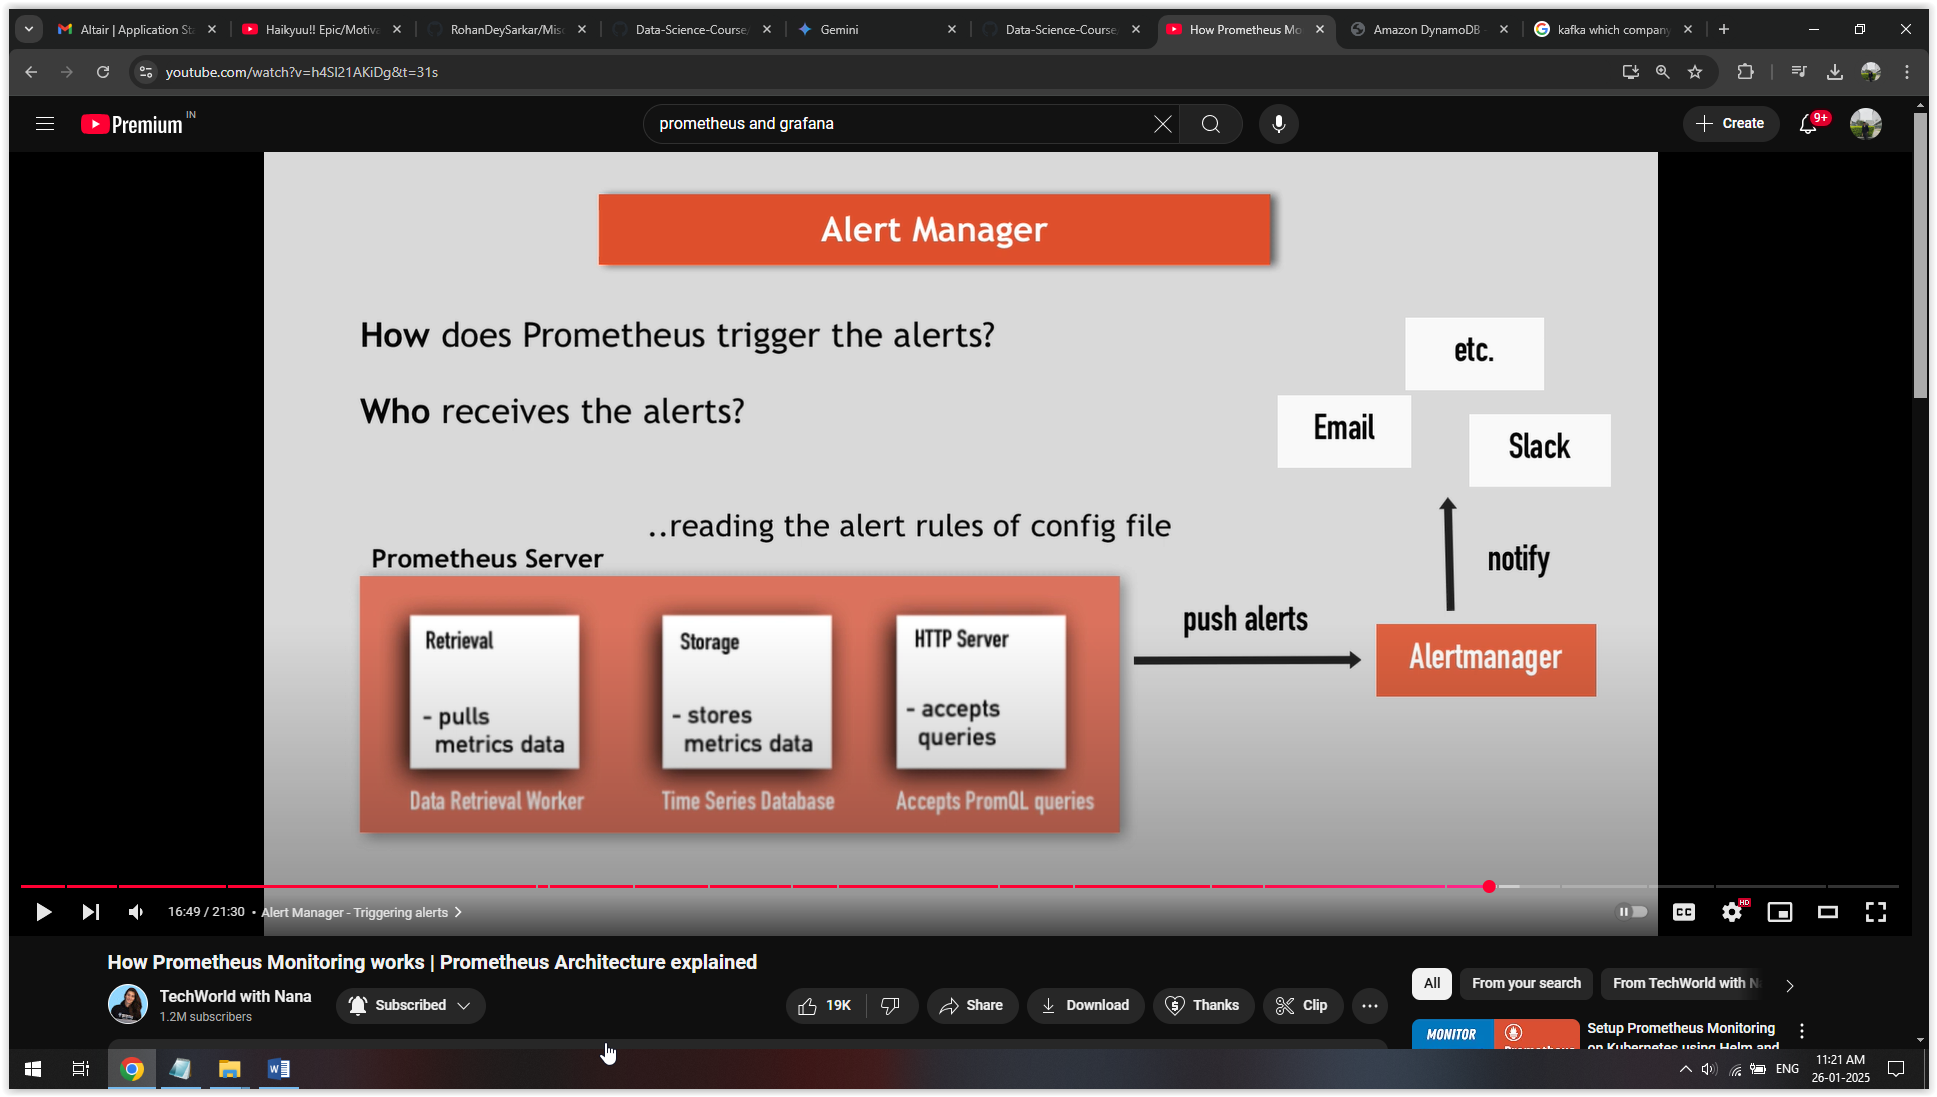 Altair | Application Sta
Haikyuu!! Epic/Motiva
RohanDeySarkar/Misc
Data-Science-Course/
Gemini
Data-Science-Course/
How Prometheus Mo
Amazon DynamoDB
kafka which company
youtube.com/watch?v=h4Sl21AKiDg&t=31s
Premium IN
prometheus and grafana
Create
9+
Alert Manager
How does Prometheus trigger the alerts?
Who receives the alerts?
etc.
Email
Slack
..reading the alert rules of config file
notify
Prometheus Server
push alerts
Alertmanager
Retrieval
- pulls
metrics data
Data Retrieval Worker
Storage
- stores
metrics data
Time Series Database
HTTP Server
- accepts
queries
Accepts PromQL queries
16:49 / 21:30 • Alert Manager - Triggering alerts
CC
HD
How Prometheus Monitoring works | Prometheus Architecture explained
TechWorld with Nana
1.2M subscribers
Subscribed
19K
Share
Download
Thanks
Clip
All
From your search
From TechWorld with Na
MONITOR
Setup Prometheus Monitoring
on Kubernetes using Helm and
ENG
11:21 AM
26-01-2025